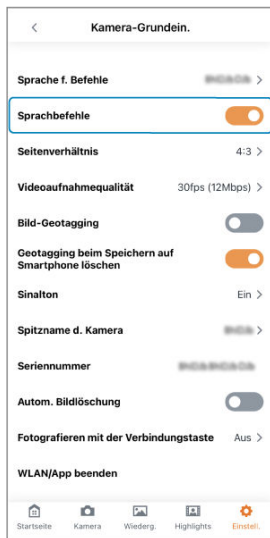 Kamera-Grundein.
Sprache f. Befehle
Sprachbefehle
Seitenverhältnis 4:3
Videoaufnahmequalität 30fps (12Mbps)
Bild-Geotagging
Geotagging beim Speichern auf
Smartphone löschen
Signalton Ein
Spitzname d. Kamera
Seriennummer
Autom. Bildlöschung
Fotografieren mit der Verbindungstaste Aus
WLAN/App beenden
Startseite Kamera Wiederg. Highlights Einstell.